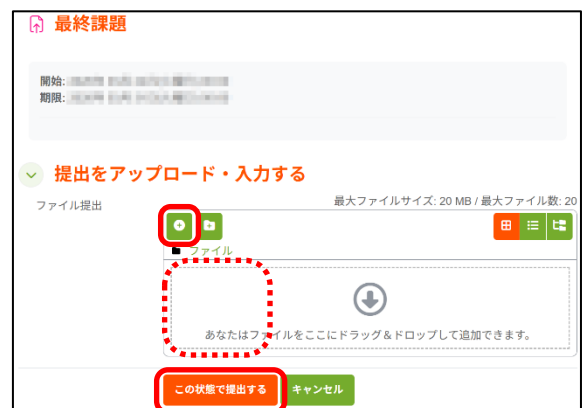 最終課題
開始:
期限:
提出をアップロード・入力する
ファイル提出
最大ファイルサイズ: 20 MB / 最大ファイル数: 20
ファイル
あなたはファイルをここにドラッグ＆ドロップして追加できます。
この状態で提出する キャンセル